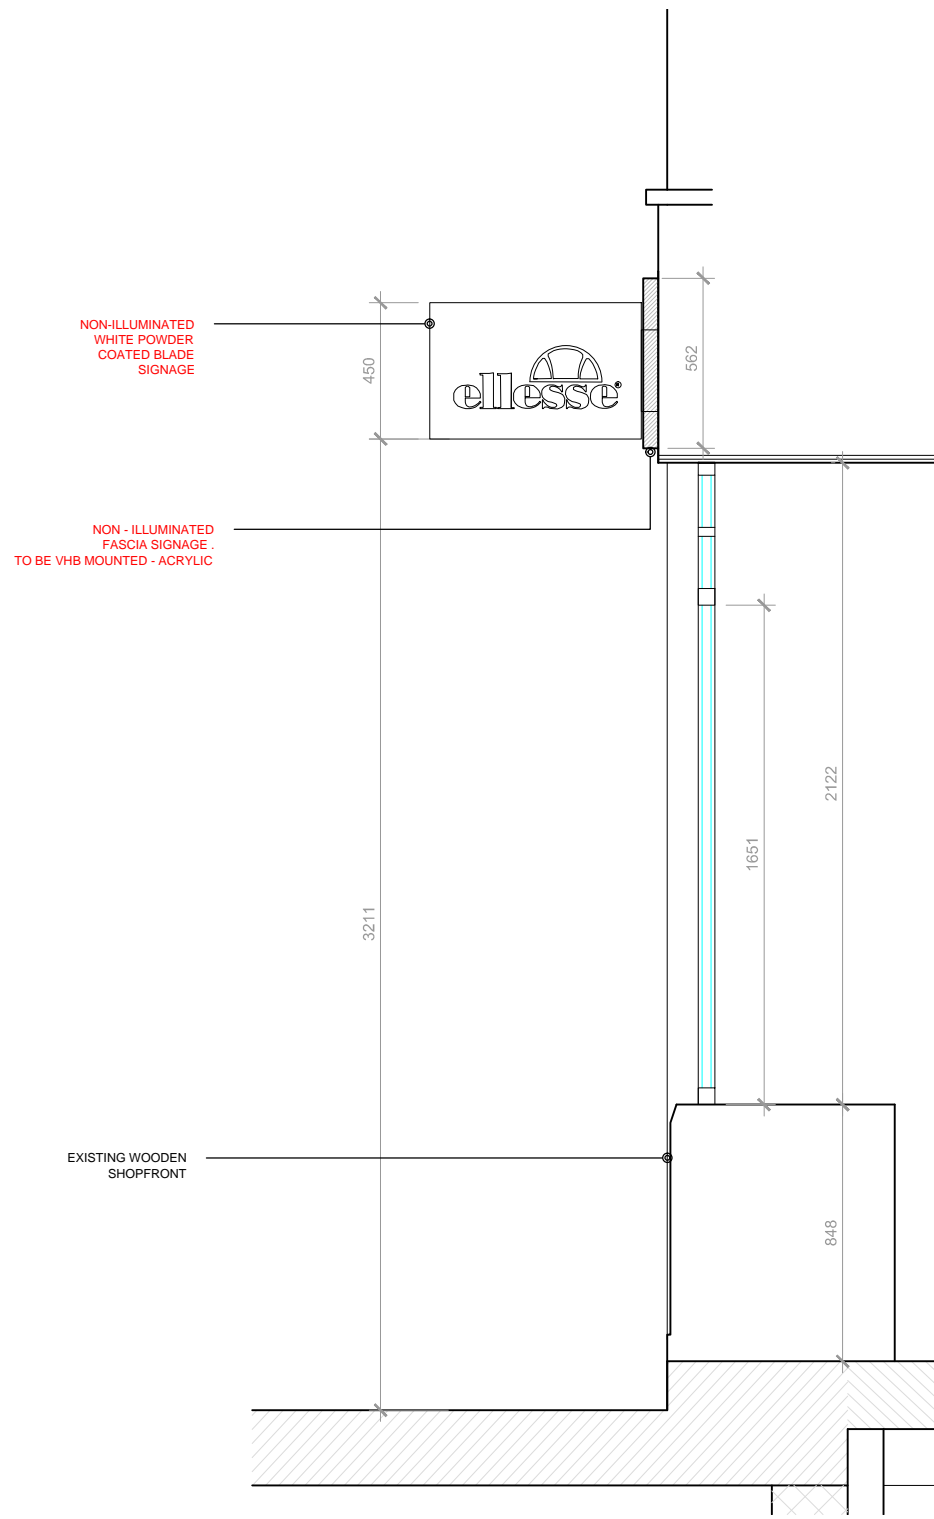 NON-ILLUMINATED
WHITE POWDER
COATED BLADE
SIGNAGE
450
ellesse®
562
NON - ILLUMINATED
FASCIA SIGNAGE .
TO BE VHB MOUNTED - ACRYLIC
2122
1651
3211
EXISTING WOODEN
SHOPFRONT
848